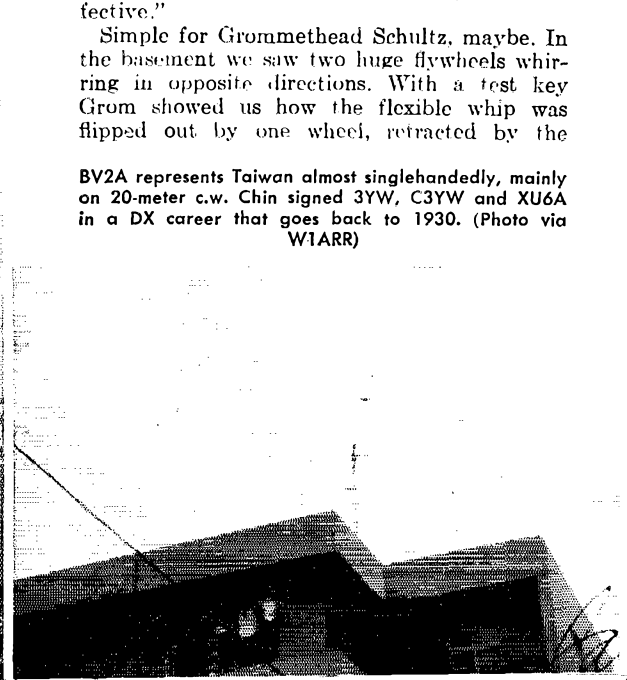 fective."
Simple for Grommethead Schultz, maybe. In
the basement we saw two huge flywheels whir-
ring in opposite directions. With a test key
Grom showed us how the flexible whip was
flipped out by one wheel, retracted by the
BV2A represents Taiwan almost singlehandedly, mainly
on 20-meter c.w. Chin signed 3YW, C3YW and XU6A
in a DX career that goes back to 1930. (Photo via
W1ARR)